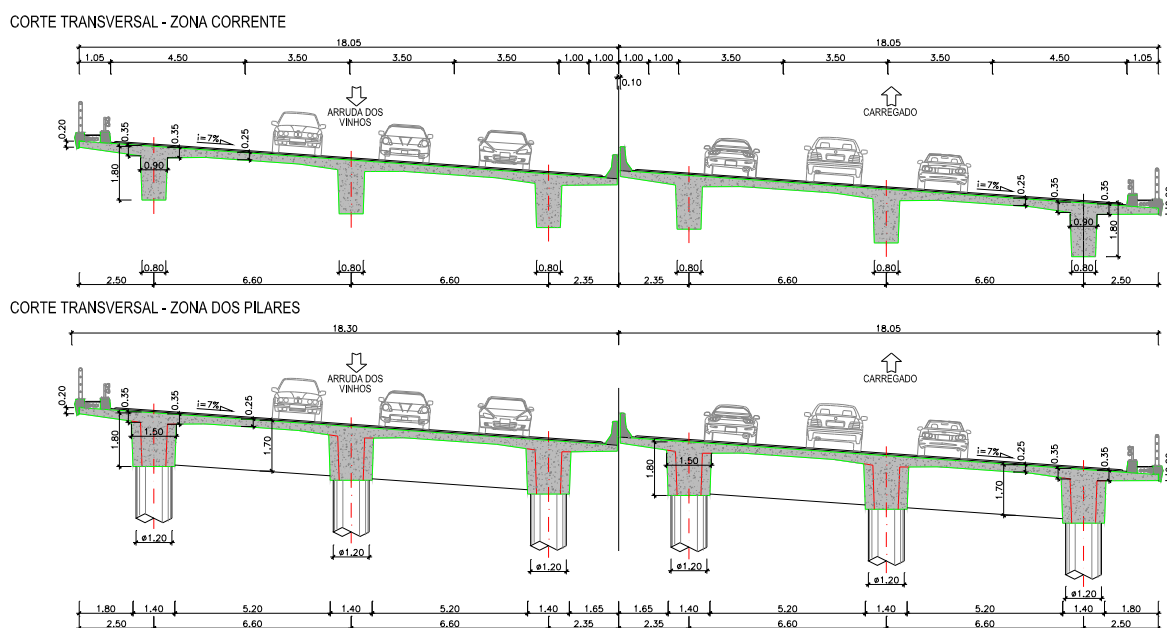 CORTE TRANSVERSAL - ZONA CORRENTE
18.05 18.05
1.05 4.50 3.50 3.50 3.50 1.00 1.00 1.00 1.00 3.50 3.50 3.50 4.50 1.05
0.10
ARRUDA DOS
VINHOS
CARREGADO
0.20 0.35 0.35 i=7% 0.25
0.90
1.80
i=7% 0.25 0.35 0.35
0.90
1.80
0.80 0.80 0.80 0.80 0.80 0.80
2.50 6.60 6.60 2.35 2.35 6.60 6.60 2.50
CORTE TRANSVERSAL - ZONA DOS PILARES
18.30 18.05
ARRUDA DOS
VINHOS
CARREGADO
0.20 0.35 0.35 i=7% 0.25
1.80 1.50 1.70
1.80 1.50 i=7% 0.25 0.35 0.35
1.70
ø1.20 ø1.20 ø1.20 ø1.20 ø1.20 ø1.20
1.80 1.40 5.20 1.40 5.20 1.40 1.65 1.65 1.40 5.20 1.40 5.20 1.40 1.80
2.50 6.60 6.60 2.35 2.35 6.60 6.60 2.50